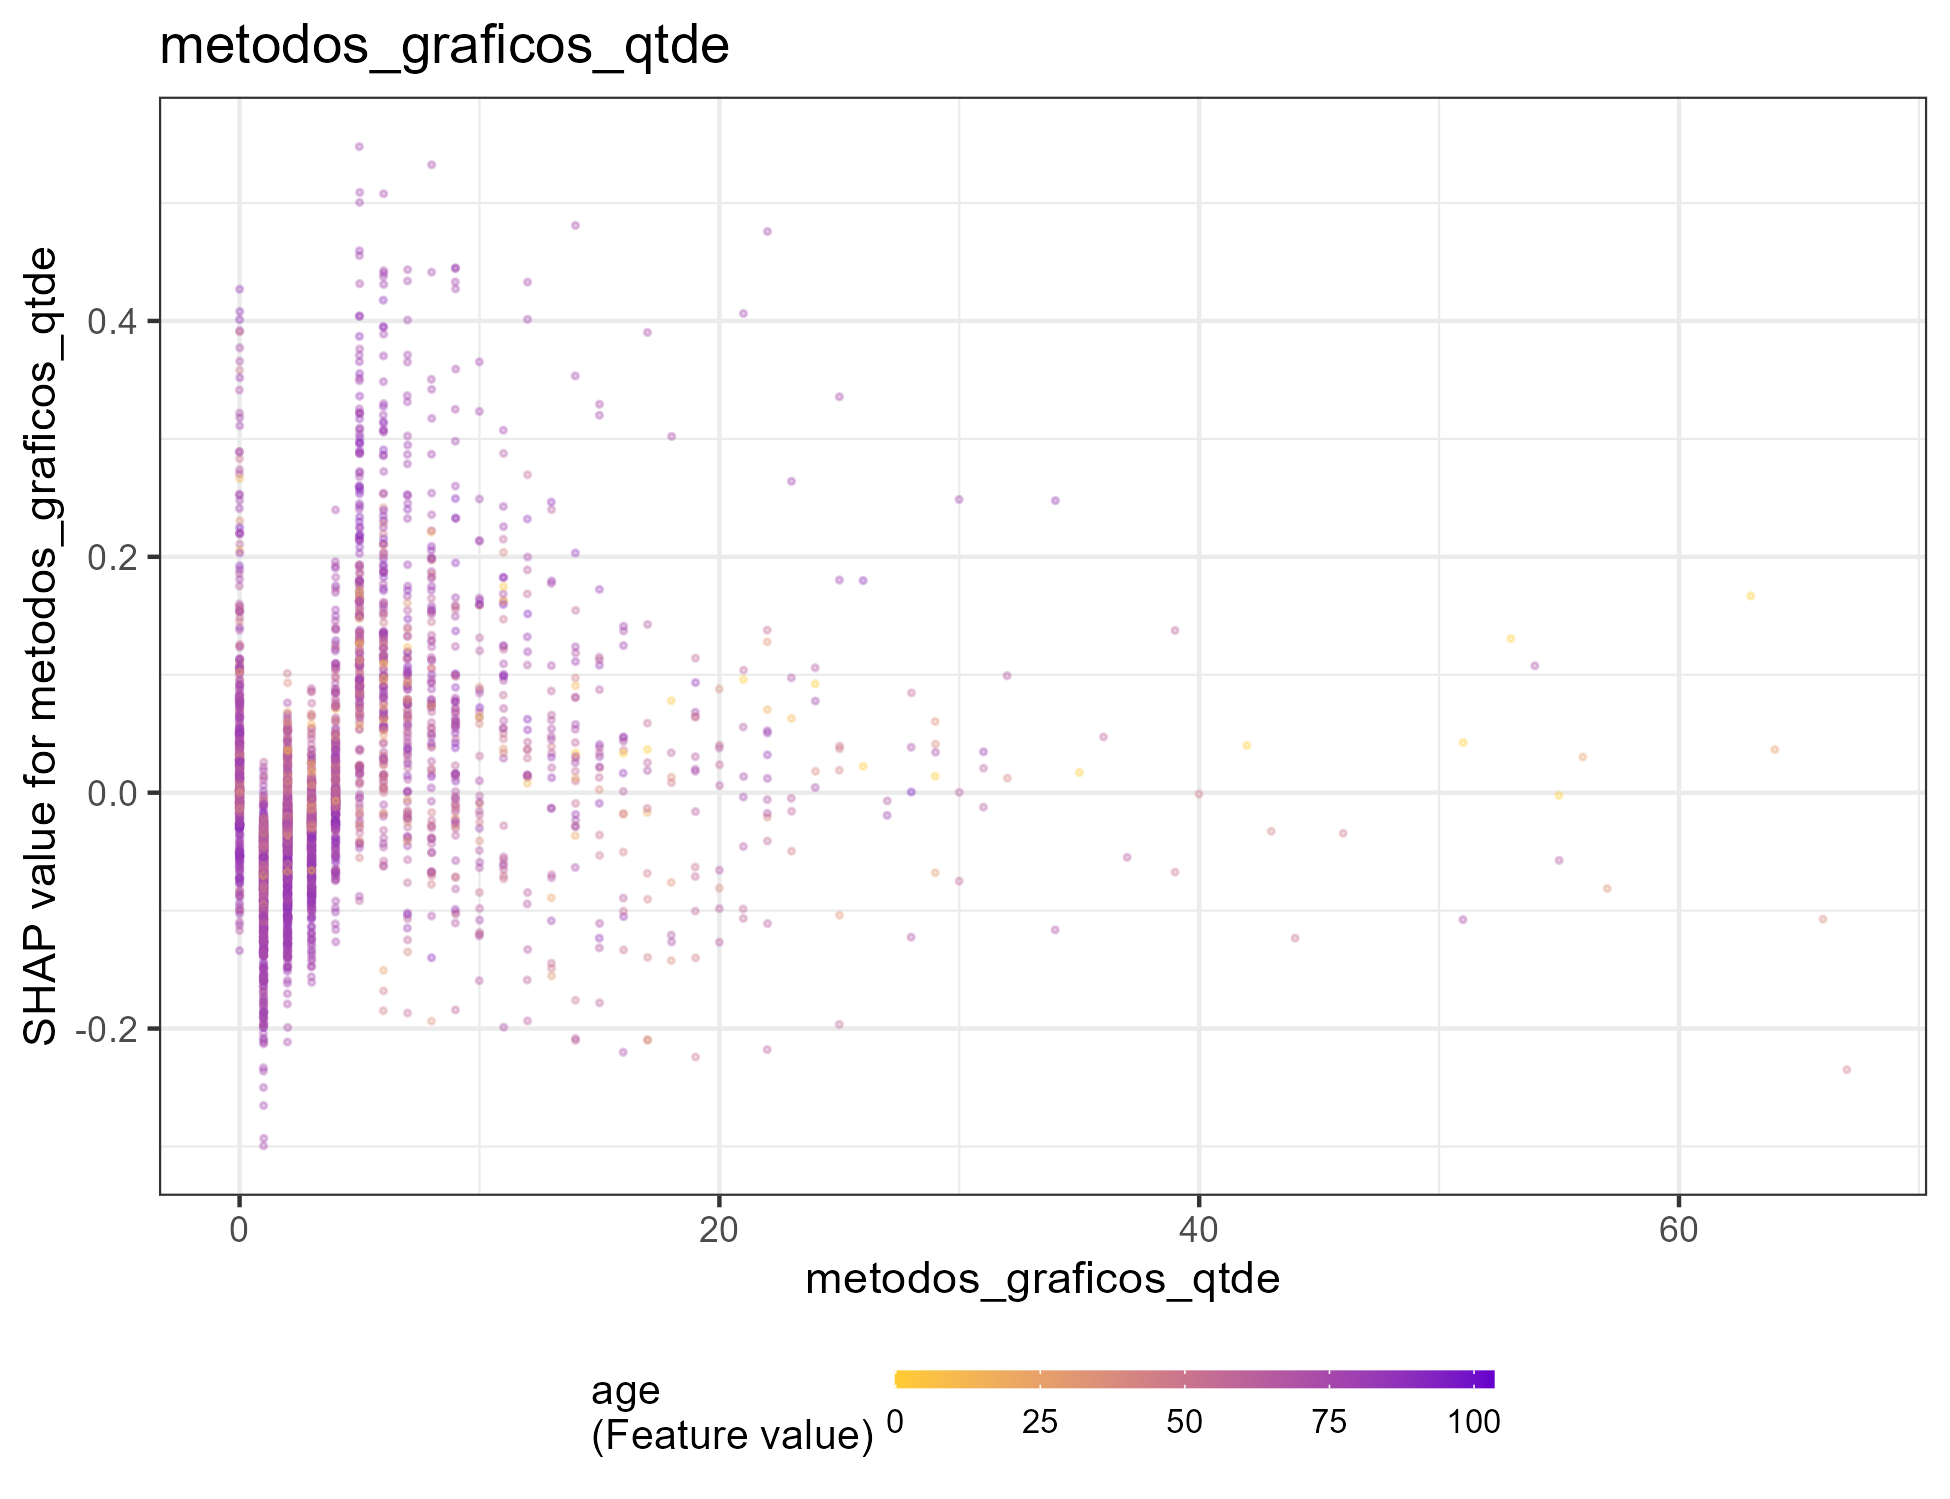 metodos_graficos_qtde
SHAP value for metodos_graficos_qtde
0.4
0.2
0.0
-0.2
0 20 40 60
metodos_graficos_qtde
age
(Feature value)
0 25 50 75 100